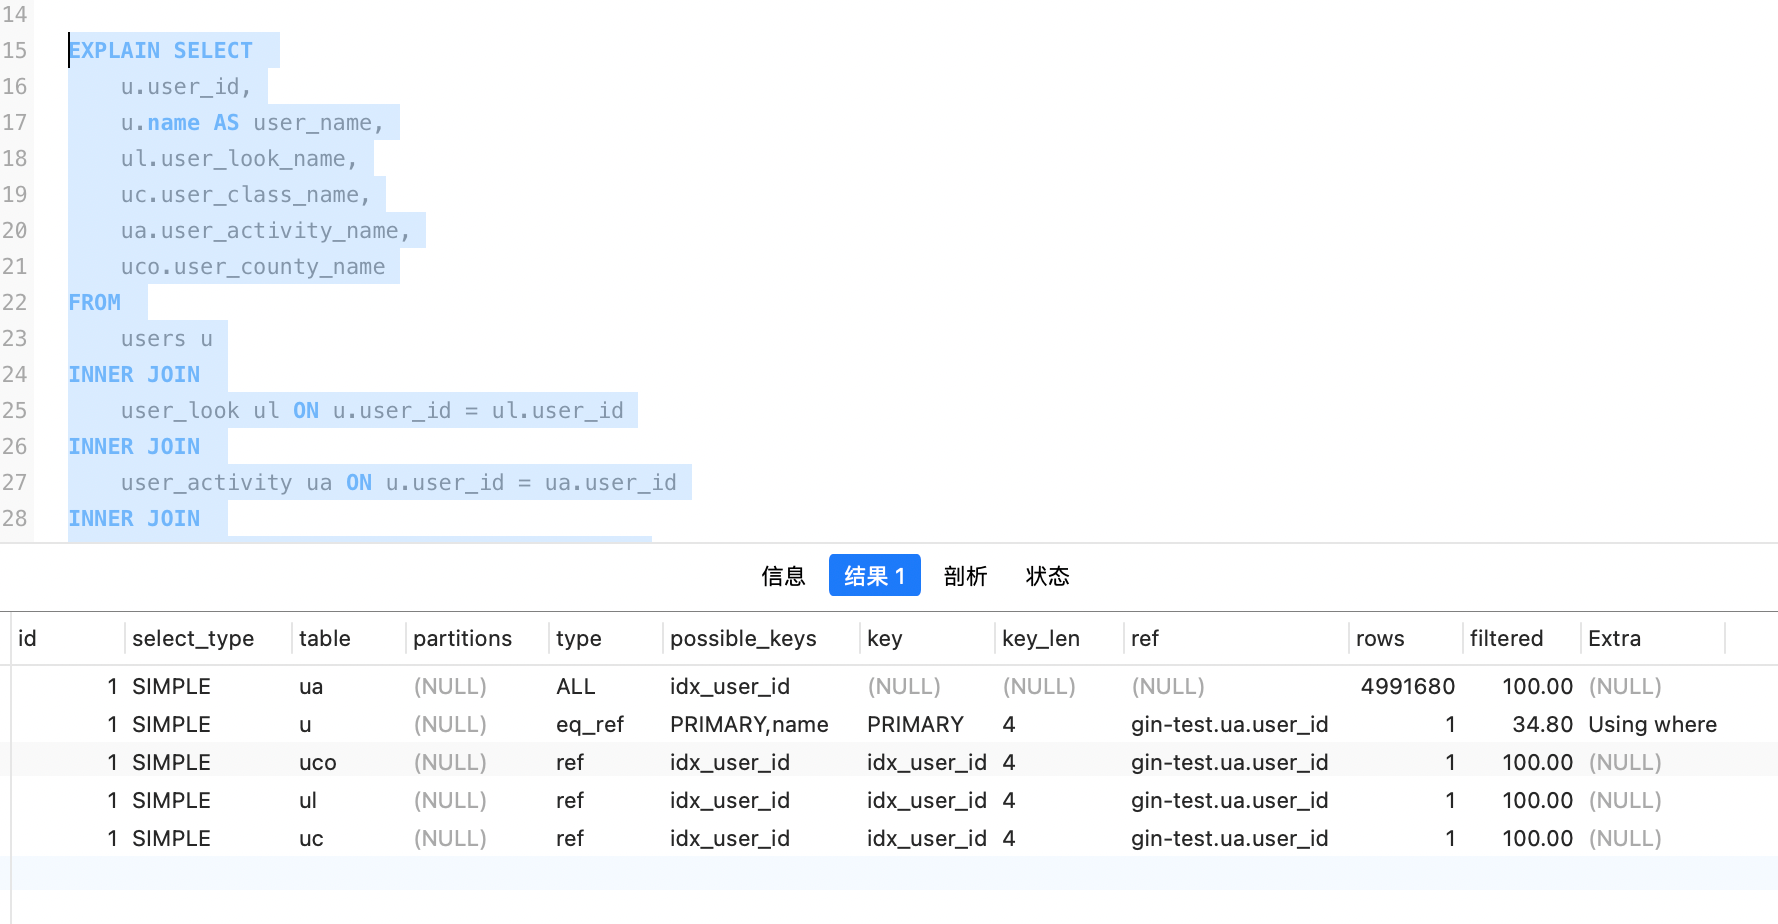 14
15 EXPLAIN SELECT
16 u.user_id,
17 u.name AS user_name,
18 ul.user_look_name,
19 uc.user_class_name,
20 ua.user_activity_name,
21 uco.user_county_name
22 FROM
23 users u
24 INNER JOIN
25 user_look ul ON u.user_id = ul.user_id
26 INNER JOIN
27 user_activity ua ON u.user_id = ua.user_id
28 INNER JOIN
信息 结果 1 剖析 状态
id select_type table partitions type possible_keys key key_len ref rows filtered Extra
1 SIMPLE ua (NULL) ALL idx_user_id (NULL) (NULL) (NULL) 4991680 100.00 (NULL)
1 SIMPLE u (NULL) eq_ref PRIMARY,name PRIMARY 4 gin-test.ua.user_id 1 34.80 Using where
1 SIMPLE uco (NULL) ref idx_user_id idx_user_id 4 gin-test.ua.user_id 1 100.00 (NULL)
1 SIMPLE ul (NULL) ref idx_user_id idx_user_id 4 gin-test.ua.user_id 1 100.00 (NULL)
1 SIMPLE uc (NULL) ref idx_user_id idx_user_id 4 gin-test.ua.user_id 1 100.00 (NULL)